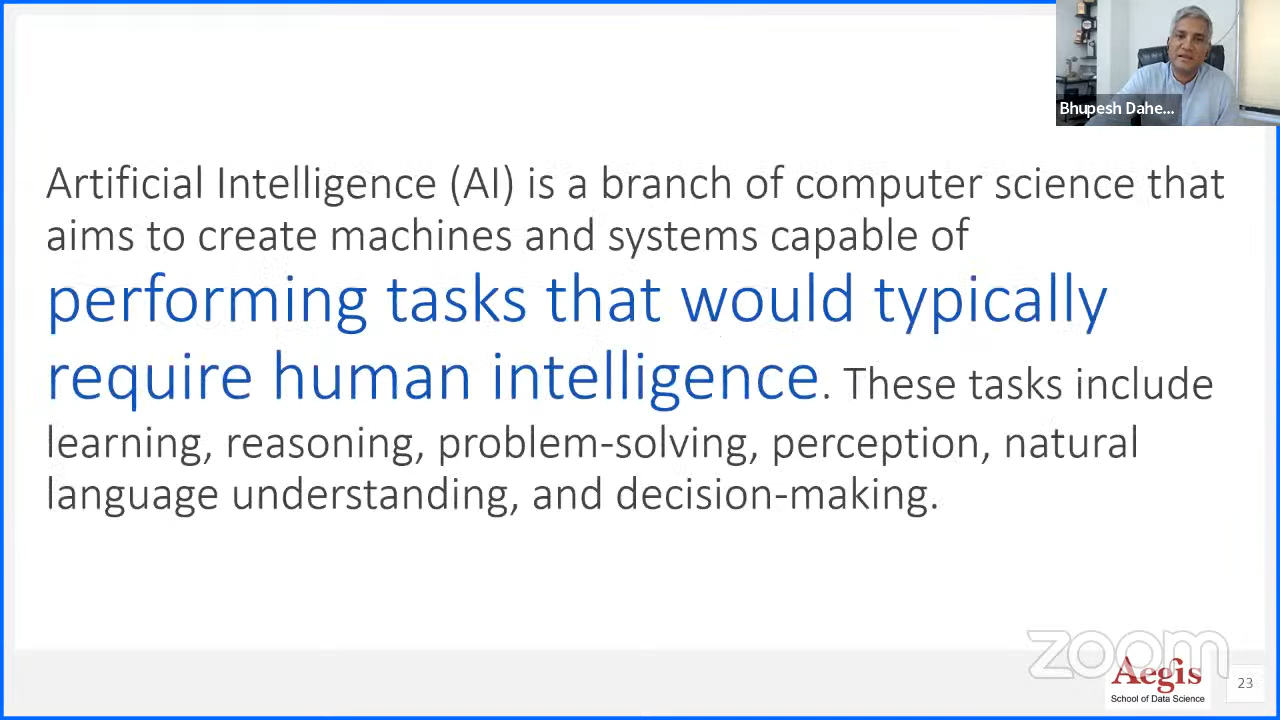 Bhupesh Dahe...
Artificial Intelligence (AI) is a branch of computer science that
aims to create machines and systems capable of
performing tasks that would typically
require human intelligence. These tasks include
learning, reasoning, problem-solving, perception, natural
language understanding, and decision-making.
zoom
Aegis
School of Data Science
23